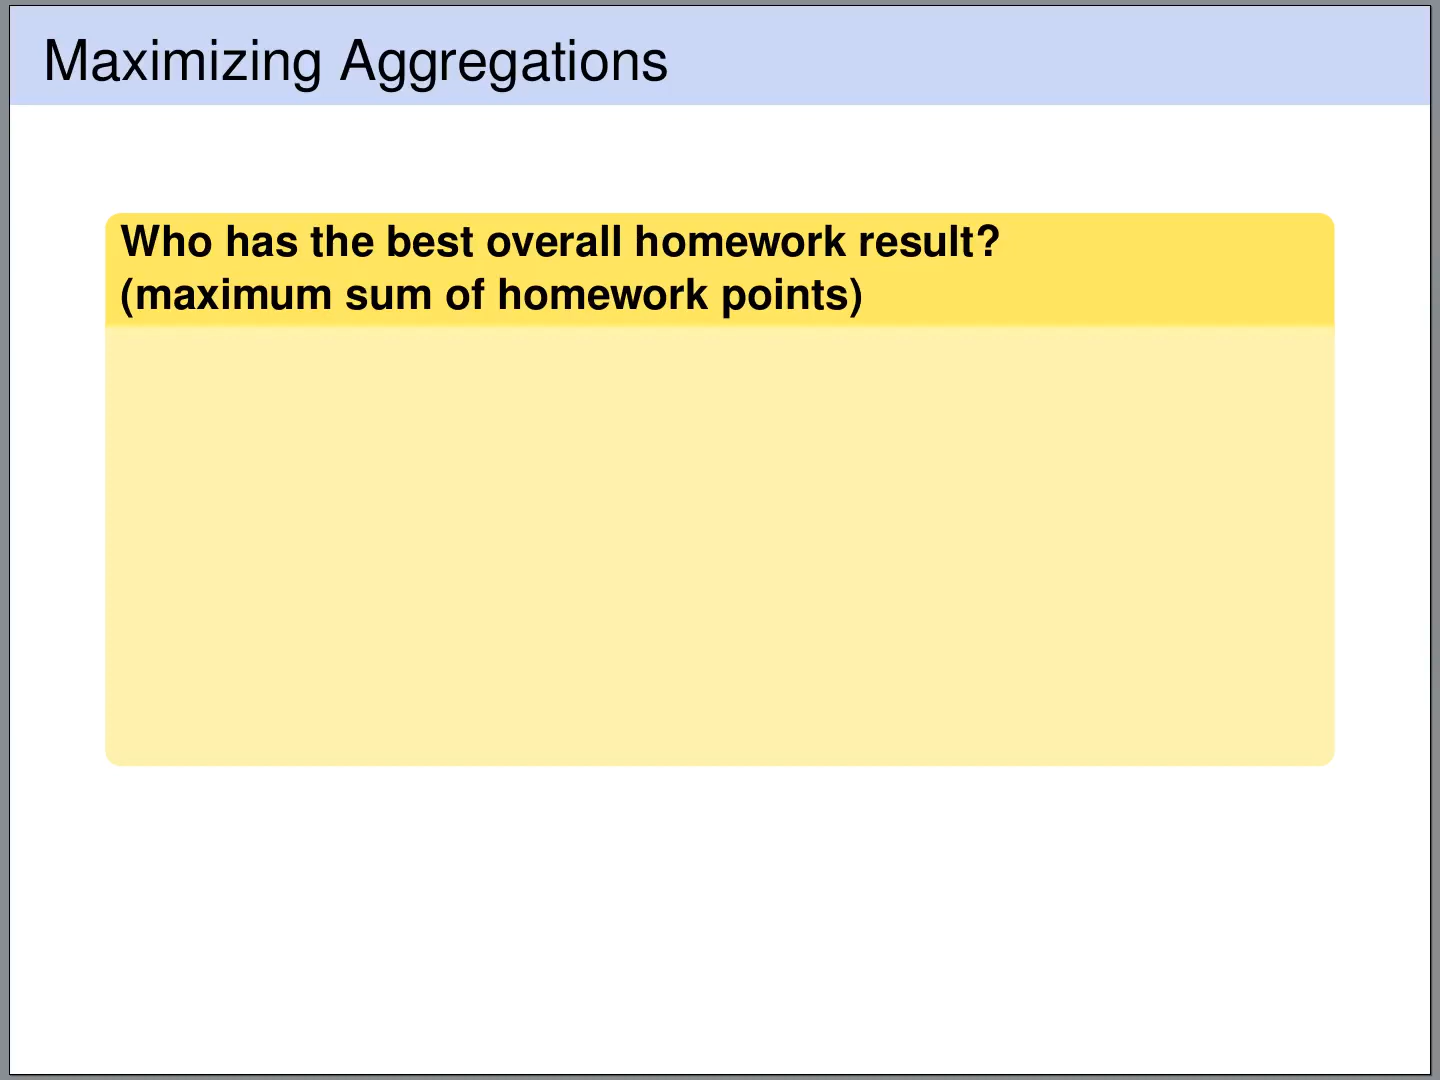 Maximizing Aggregations
Who has the best overall homework result?
(maximum sum of homework points)